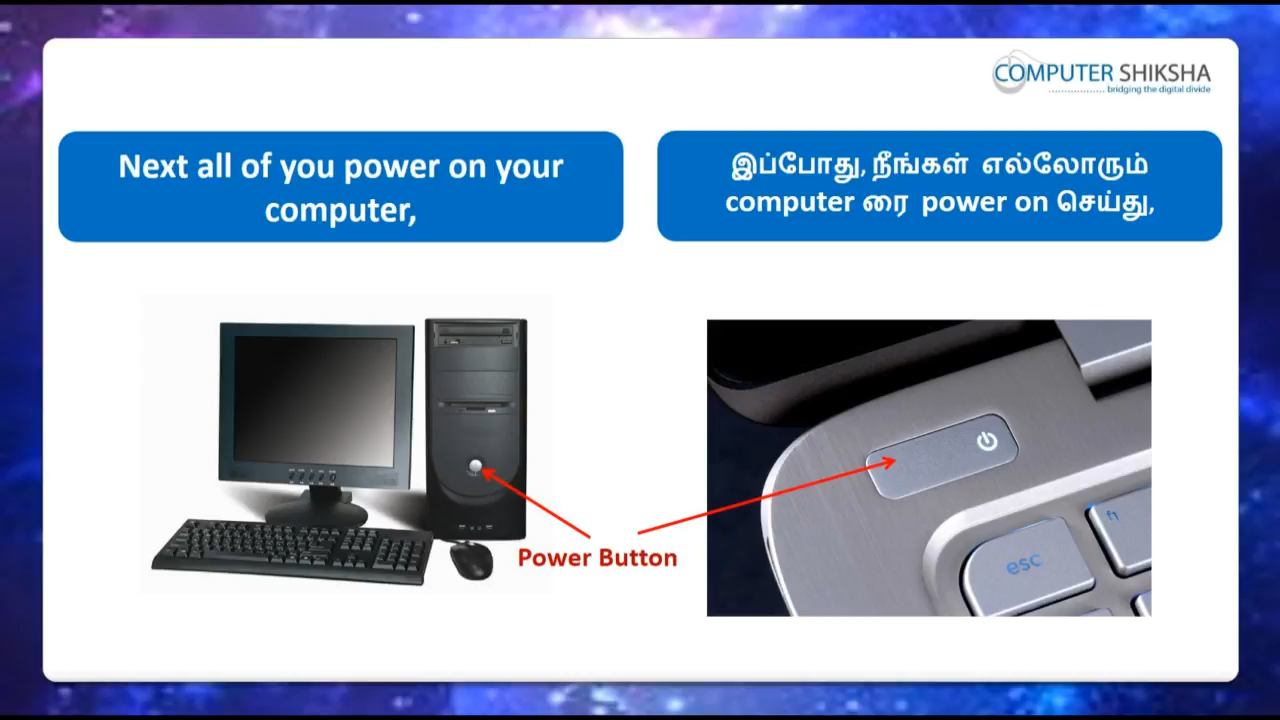 COMPUTER SHIKSHA
bridging the digital divide
Next all of you power on your
computer,
இப்போது, நீங்கள் எல்லோரும்
computer ரை power on செய்து,
Power Button
esc
f1